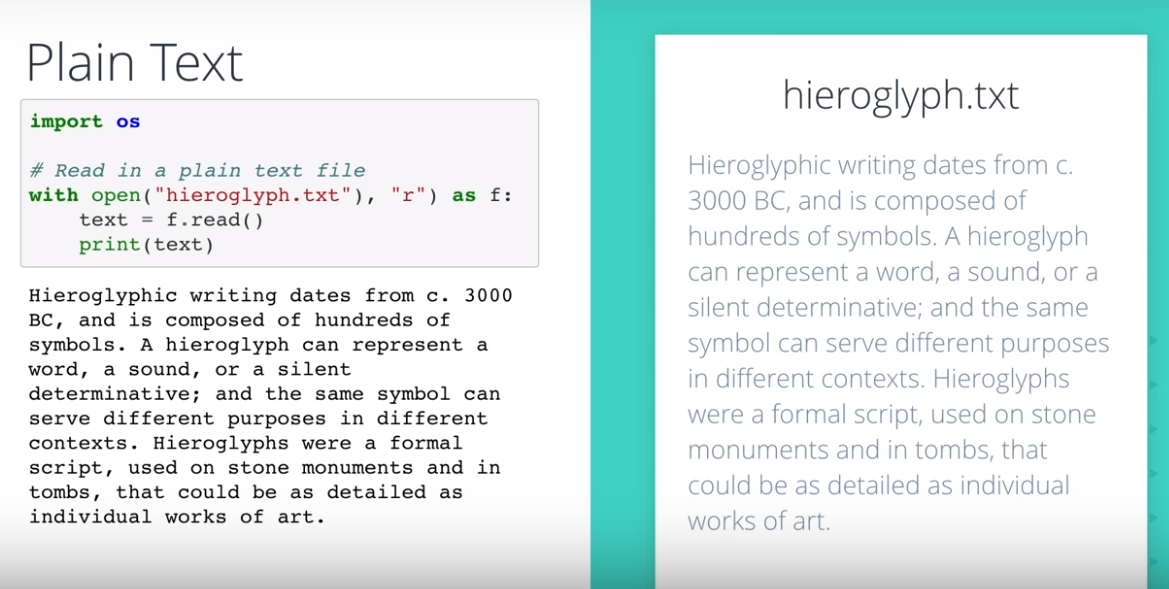 Plain Text
import os
# Read in a plain text file
with open("hieroglyph.txt"), "r") as f:
    text = f.read()
    print(text)
Hieroglyphic writing dates from c. 3000
BC, and is composed of hundreds of
symbols. A hieroglyph can represent a
word, a sound, or a silent
determinative; and the same symbol can
serve different purposes in different
contexts. Hieroglyphs were a formal
script, used on stone monuments and in
tombs, that could be as detailed as
individual works of art.
hieroglyph.txt
Hieroglyphic writing dates from c.
3000 BC, and is composed of
hundreds of symbols. A hieroglyph
can represent a word, a sound, or a
silent determinative; and the same
symbol can serve different purposes
in different contexts. Hieroglyphs
were a formal script, used on stone
monuments and in tombs, that
could be as detailed as individual
works of art.